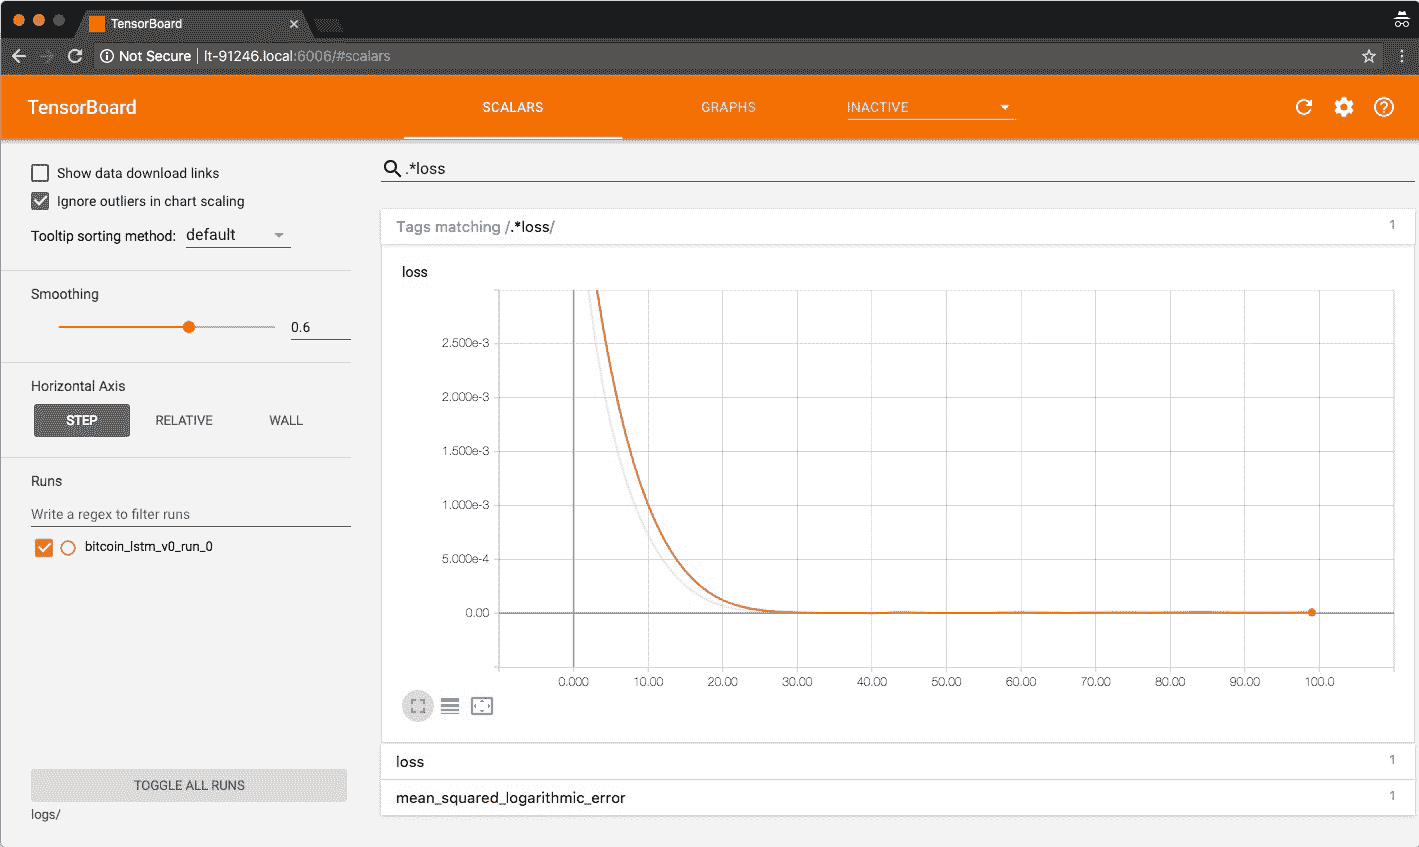 TensorBoard
Not Secure | lt-91246.local:6006/#scalars
TensorBoard SCALARS GRAPHS INACTIVE
Show data download links
Ignore outliers in chart scaling
Tooltip sorting method: default
Smoothing
0.6
Horizontal Axis
STEP RELATIVE WALL
Runs
Write a regex to filter runs
bitcoin_lstm_v0_run_0
TOGGLE ALL RUNS
logs/
.*loss
Tags matching /.*loss/ 1
loss
2.500e-3
2.000e-3
1.500e-3
1.000e-3
5.000e-4
0.00
0.000 10.00 20.00 30.00 40.00 50.00 60.00 70.00 80.00 90.00 100.0
loss 1
mean_squared_logarithmic_error 1